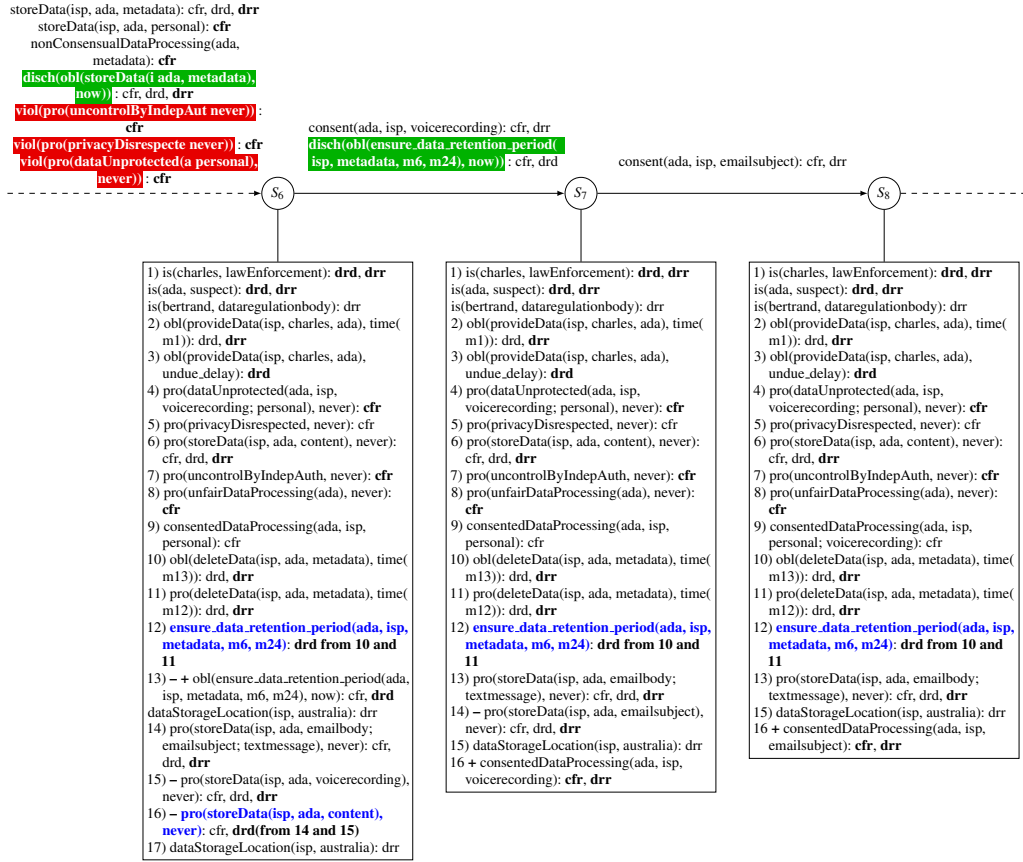 storeData(isp, ada, metadata): cfr, drd, drr
storeData(isp, ada, personal): cfr
nonConsensualDataProcessing(ada,
metadata): cfr
disch(obl(storeData(i ada, metadata),
now)) : cfr, drd, drr
viol(pro(uncontrolByIndepAut never)) :
cfr
viol(pro(privacyDisrespecte never)) : cfr
viol(pro(dataUnprotected(a personal),
never)) : cfr
consent(ada, isp, voicerecording): cfr, drr
disch(obl(ensure_data_retention_period(
isp, metadata, m6, m24), now)) : cfr, drd
consent(ada, isp, emailsubject): cfr, drr
S6
S7
S8
1) is(charles, lawEnforcement): drd, drr
is(ada, suspect): drd, drr
is(bertrand, dataregulationbody): drr
2) obl(provideData(isp, charles, ada), time(
m1)): drd, drr
3) obl(provideData(isp, charles, ada),
undue_delay): drd
4) pro(dataUnprotected(ada, isp,
voicerecording; personal), never): cfr
5) pro(privacyDisrespected, never): cfr
6) pro(storeData(isp, ada, content), never):
cfr, drd, drr
7) pro(uncontrolByIndepAuth, never): cfr
8) pro(unfairDataProcessing(ada), never):
cfr
9) consentedDataProcessing(ada, isp,
personal): cfr
10) obl(deleteData(isp, ada, metadata), time(
m13)): drd, drr
11) pro(deleteData(isp, ada, metadata), time(
m12)): drd, drr
12) ensure_data_retention_period(ada, isp,
metadata, m6, m24): drd from 10 and
11
13) – + obl(ensure_data_retention_period(ada,
isp, metadata, m6, m24), now): cfr, drd
dataStorageLocation(isp, australia): drr
14) pro(storeData(isp, ada, emailbody;
emailsubject; textmessage), never): cfr,
drd, drr
15) – pro(storeData(isp, ada, voicerecording),
never): cfr, drd, drr
16) – pro(storeData(isp, ada, content),
never): cfr, drd(from 14 and 15)
17) dataStorageLocation(isp, australia): drr
1) is(charles, lawEnforcement): drd, drr
is(ada, suspect): drd, drr
is(bertrand, dataregulationbody): drr
2) obl(provideData(isp, charles, ada), time(
m1)): drd, drr
3) obl(provideData(isp, charles, ada),
undue_delay): drd
4) pro(dataUnprotected(ada, isp,
voicerecording; personal), never): cfr
5) pro(privacyDisrespected, never): cfr
6) pro(storeData(isp, ada, content), never):
cfr, drd, drr
7) pro(uncontrolByIndepAuth, never): cfr
8) pro(unfairDataProcessing(ada), never):
cfr
9) consentedDataProcessing(ada, isp,
personal): cfr
10) obl(deleteData(isp, ada, metadata), time(
m13)): drd, drr
11) pro(deleteData(isp, ada, metadata), time(
m12)): drd, drr
12) ensure_data_retention_period(ada, isp,
metadata, m6, m24): drd from 10 and
11
13) pro(storeData(isp, ada, emailbody;
textmessage), never): cfr, drd, drr
14) – pro(storeData(isp, ada, emailsubject),
never): cfr, drd, drr
15) dataStorageLocation(isp, australia): drr
16 + consentedDataProcessing(ada, isp,
voicerecording): cfr, drr
1) is(charles, lawEnforcement): drd, drr
is(ada, suspect): drd, drr
is(bertrand, dataregulationbody): drr
2) obl(provideData(isp, charles, ada), time(
m1)): drd, drr
3) obl(provideData(isp, charles, ada),
undue_delay): drd
4) pro(dataUnprotected(ada, isp,
voicerecording; personal), never): cfr
5) pro(privacyDisrespected, never): cfr
6) pro(storeData(isp, ada, content), never):
cfr, drd, drr
7) pro(uncontrolByIndepAuth, never): cfr
8) pro(unfairDataProcessing(ada), never):
cfr
9) consentedDataProcessing(ada, isp,
personal; voicerecording): cfr
10) obl(deleteData(isp, ada, metadata), time(
m13)): drd, drr
11) pro(deleteData(isp, ada, metadata), time(
m12)): drd, drr
12) ensure_data_retention_period(ada, isp,
metadata, m6, m24): drd from 10 and
11
13) pro(storeData(isp, ada, emailbody;
textmessage), never): cfr, drd, drr
15) dataStorageLocation(isp, australia): drr
16 + consentedDataProcessing(ada, isp,
emailsubject): cfr, drr